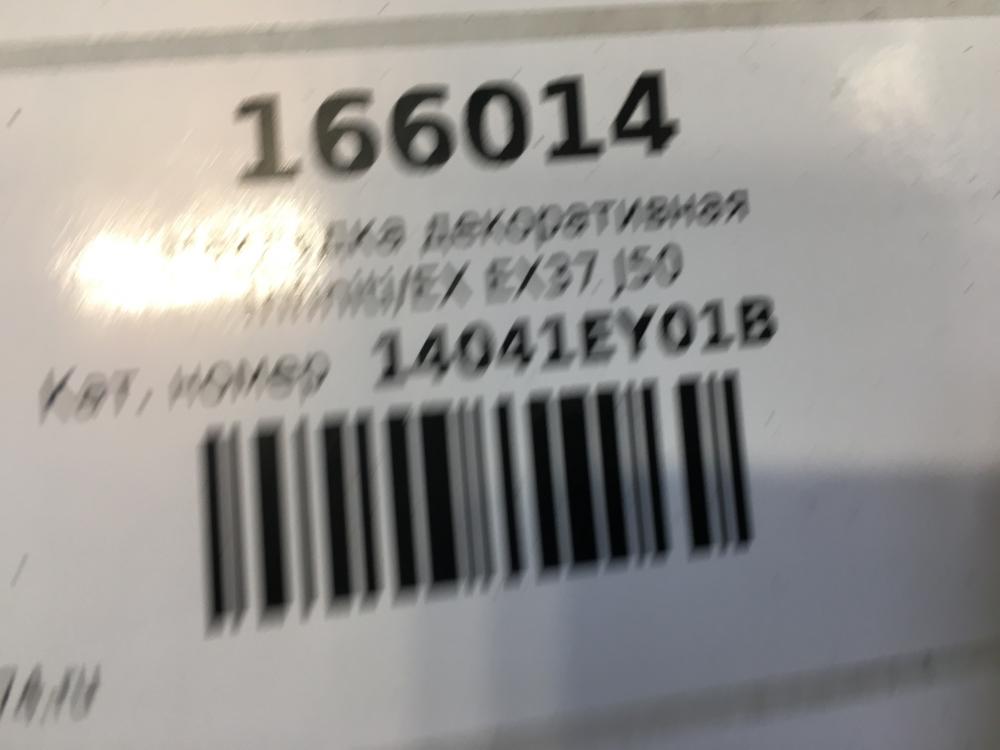 166014
декоративная
EX37 J50
Кат, номер 14041EY01B